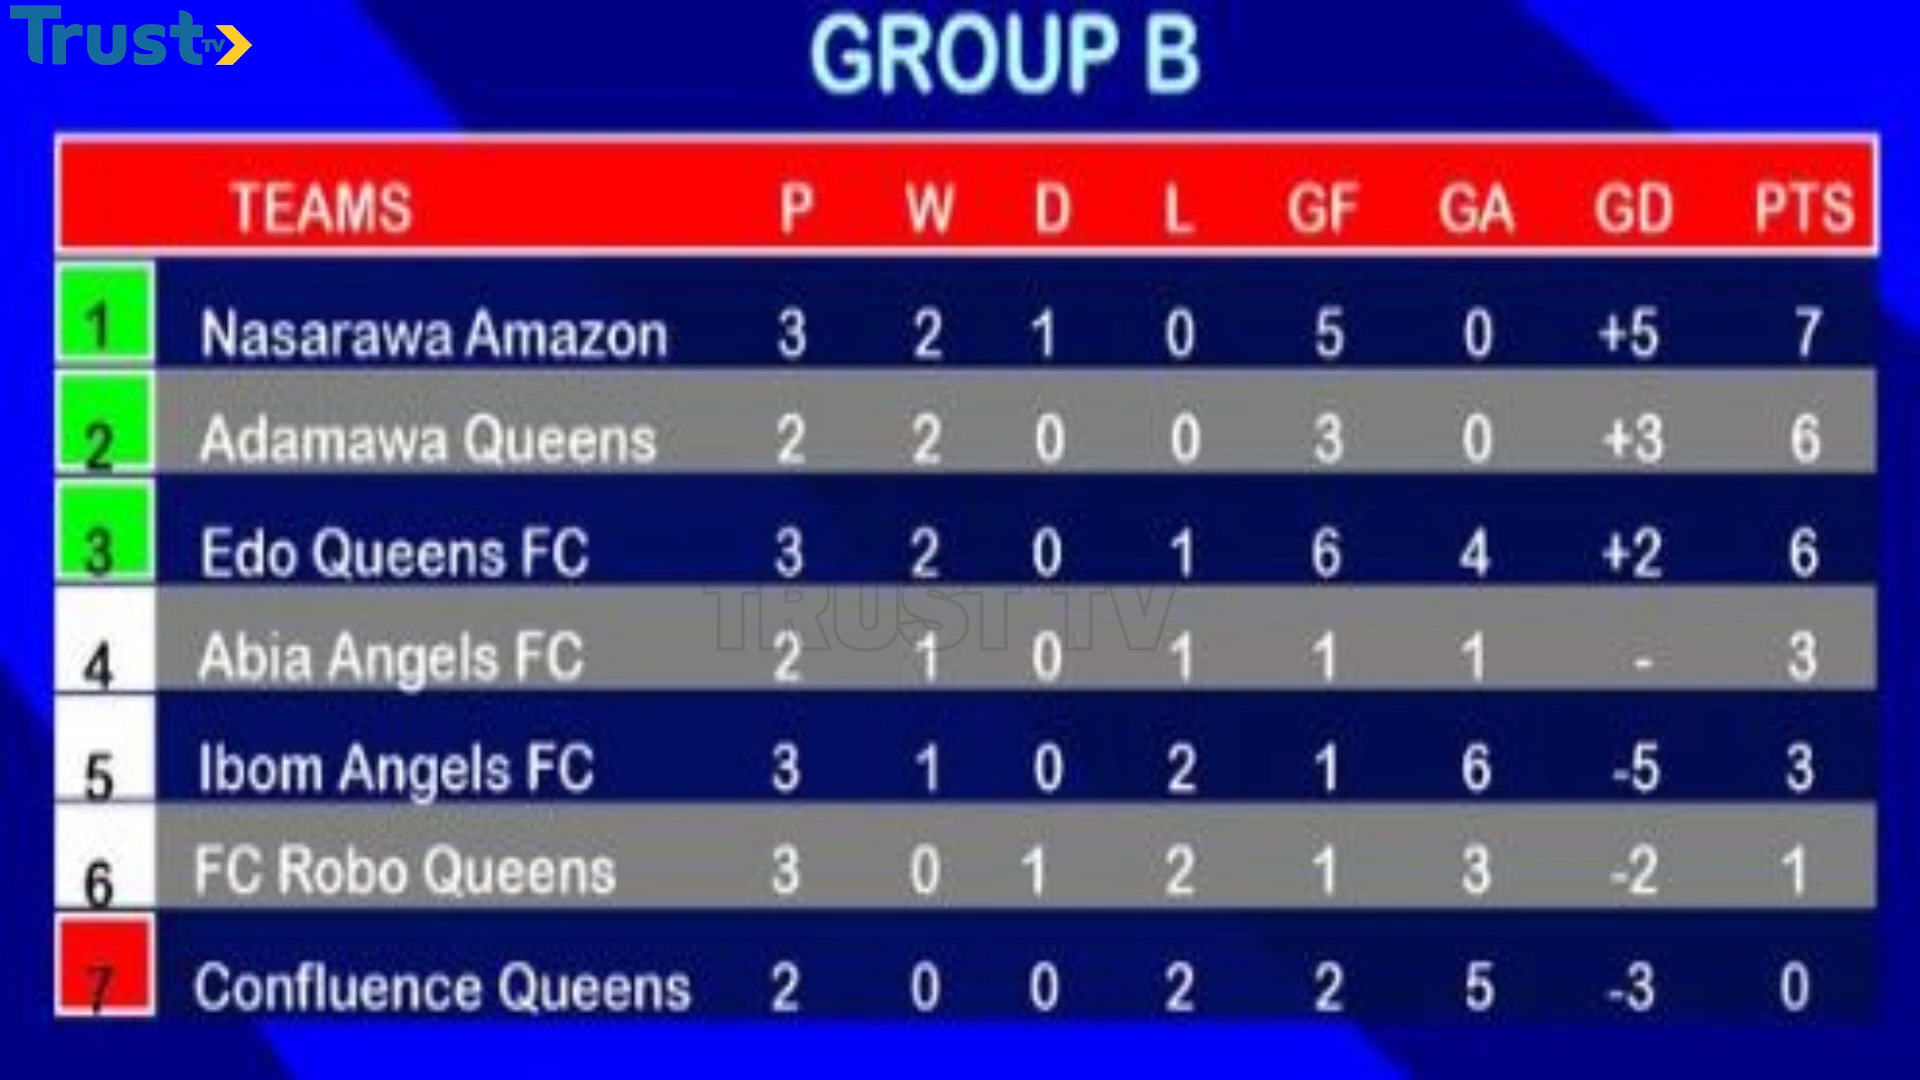 Trust TV
GROUP B
TEAMS P W D L GF GA GD PTS
1 Nasarawa Amazon 3 2 1 0 5 0 +5 7
2 Adamawa Queens 2 2 0 0 3 0 +3 6
3 Edo Queens FC 3 2 0 1 6 4 +2 6
TRUST TV
4 Abia Angels FC 2 1 0 1 1 1 - 3
5 Ibom Angels FC 3 1 0 2 1 6 -5 3
6 FC Robo Queens 3 0 1 2 1 3 -2 1
7 Confluence Queens 2 0 0 2 2 5 -3 0